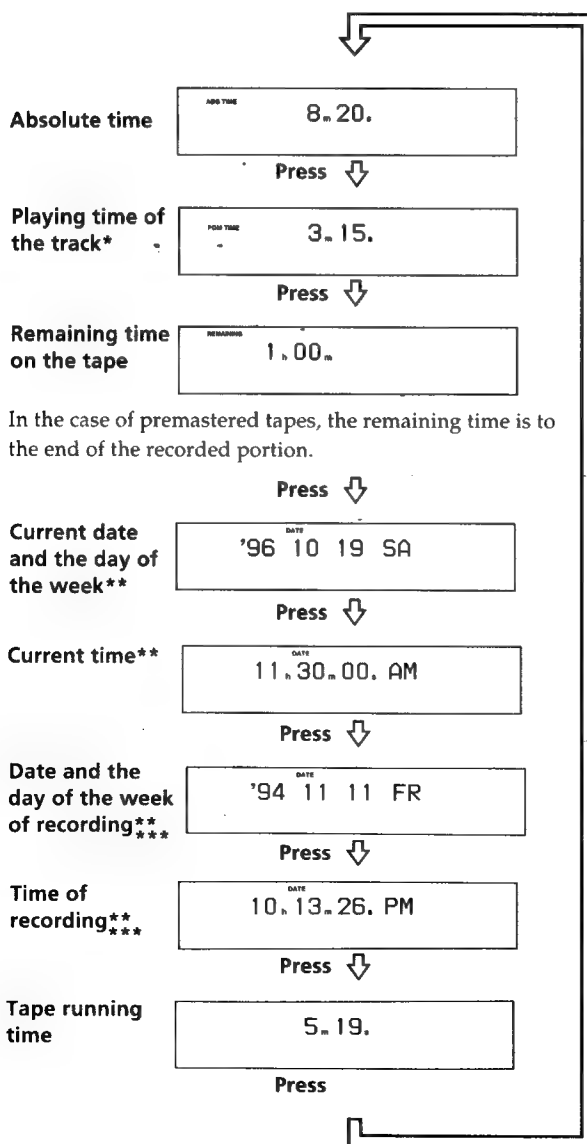 Absolute time
ABS TIME
8m20s
Press
Playing time of
the track*
PGM TIME
3m15s
Press
Remaining time
on the tape
REMAINING
1h00m
In the case of premastered tapes, the remaining time is to
the end of the recorded portion.
Press
Current date
and the day of
the week**
DATE
'96 10 19 SA
Press
Current time**
DATE
11h30m00s AM
Press
Date and the
day of the week
of recording**
***
DATE
'94 11 11 FR
Press
Time of
recording**
***
DATE
10h13m26s PM
Press
Tape running
time
5m19s
Press